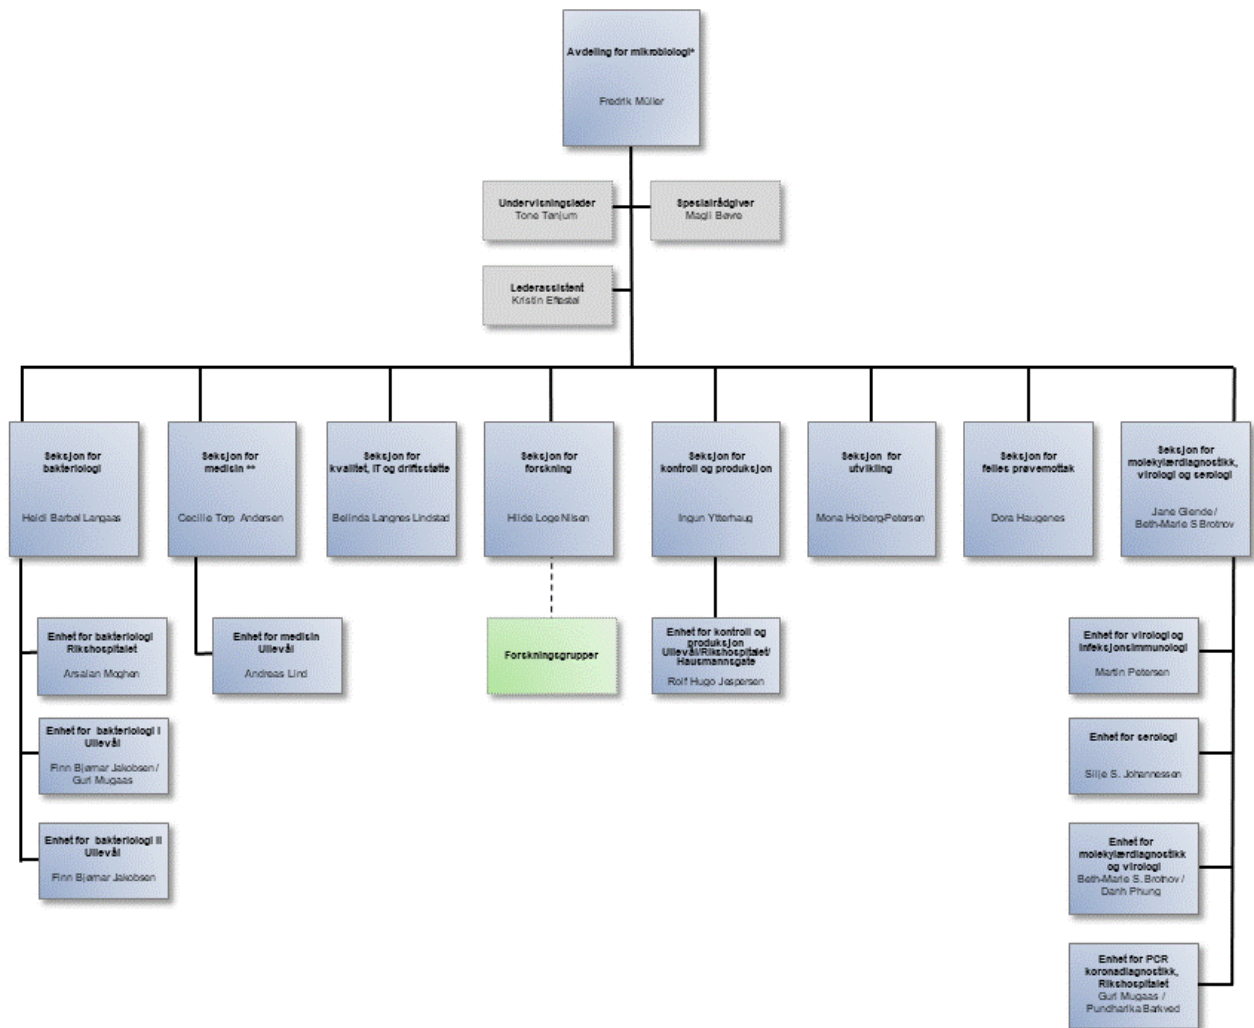 Avdeling for mikrobiologi*
Fredrik Müller
Undervisningsleder
Tone Tønjum
Spesialrådgiver
Magli Bøvre
Lederassistent
Kristin Eftestøl
Seksjon for
bakteriologi
Heidi Barbøl Langaas
Seksjon for
medisin **
Cecilie Torp Andersen
Seksjon for
kvalitet, IT og driftsstøtte
Belinda Langnes Lindstad
Seksjon for
forskning
Hilde Loge Nilsen
Seksjon for
kontroll og produksjon
Ingun Ytterhaug
Seksjon for
utvikling
Mona Holberg-Petersen
Seksjon for
felles prøvemottak
Dora Haugenes
Seksjon for
molekylærdiagnostikk,
virologi og serologi
Jane Glende /
Beth-Marie S Brotnov
Enhet for bakteriologi
Rikshospitalet
Arsalan Moghen
Enhet for bakteriologi I
Ullevål
Finn Bjørnar Jakobsen /
Guri Mugaas
Enhet for bakteriologi II
Ullevål
Finn Bjørnar Jakobsen
Enhet for medisin
Ullevål
Andreas Lind
Forskningsgrupper
Enhet for kontroll og
produksjon
Ullevål/Rikshospitalet/
Hausmannsgate
Rolf Hugo Jespersen
Enhet for virologi og
infeksjonsimmunologi
Martin Petersen
Enhet for serologi
Silje S. Johannessen
Enhet for
molekylærdiagnostikk
og virologi
Beth-Marie S. Brotnov /
Danh Phung
Enhet for PCR
koronadiagnostikk,
Rikshospitalet
Guri Mugaas /
Pundharika Barkved